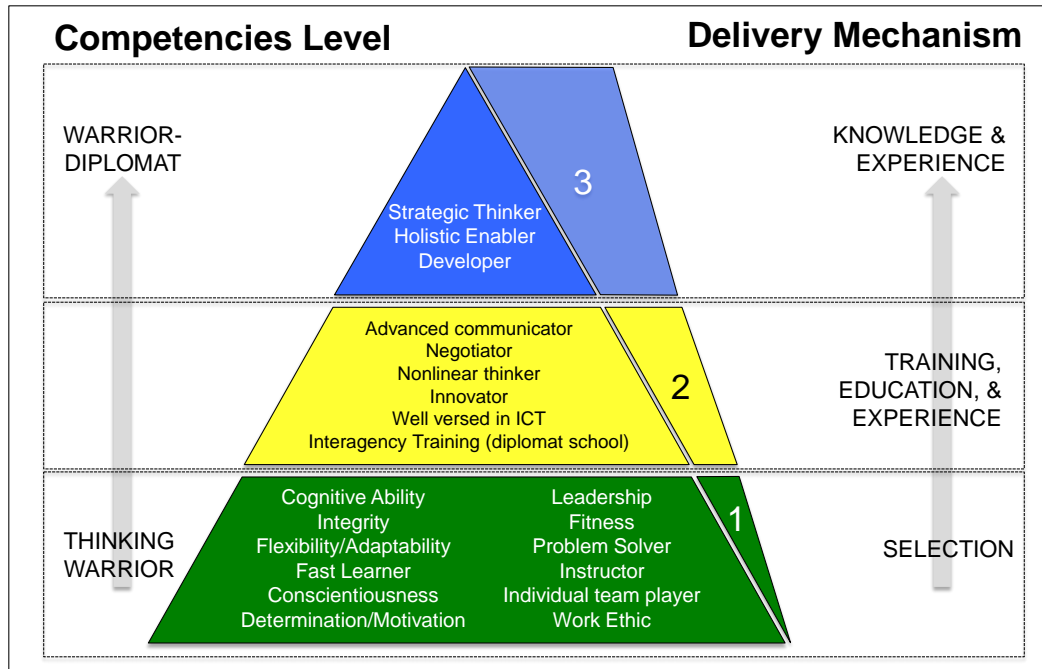 Competencies Level
Delivery Mechanism
WARRIOR-
DIPLOMAT
3
Strategic Thinker
Holistic Enabler
Developer
KNOWLEDGE &
EXPERIENCE
Advanced communicator
Negotiator
Nonlinear thinker
Innovator
Well versed in ICT
Interagency Training (diplomat school)
2
TRAINING,
EDUCATION, &
EXPERIENCE
THINKING
WARRIOR
Cognitive Ability
Integrity
Flexibility/Adaptability
Fast Learner
Conscientiousness
Determination/Motivation
Leadership
Fitness
Problem Solver
Instructor
Individual team player
Work Ethic
1
SELECTION